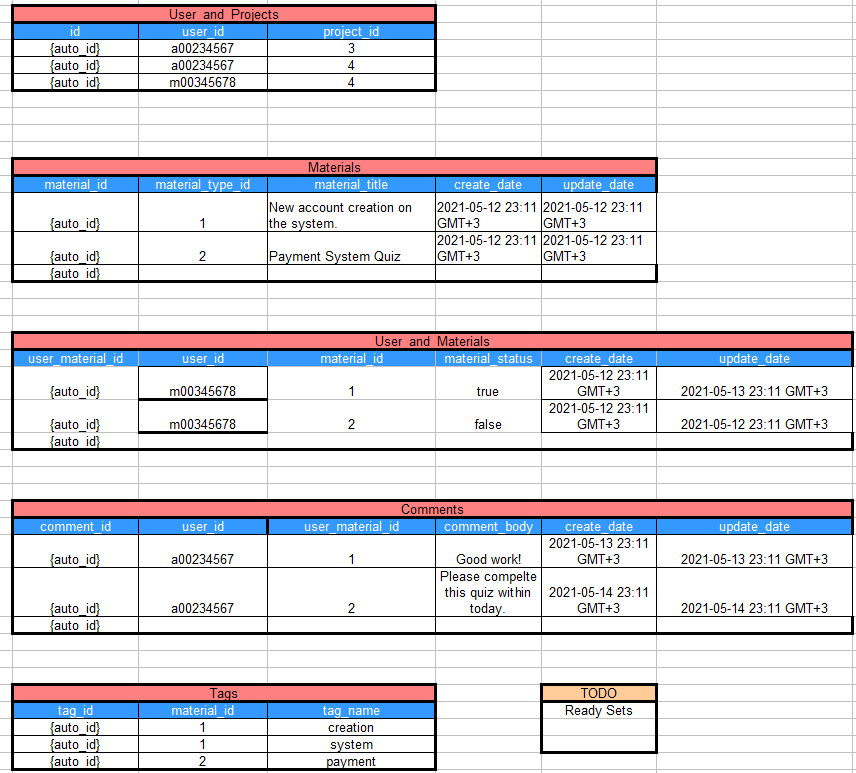 User and Projects
id user_id project_id
{auto_id} a00234567 3
{auto_id} a00234567 4
{auto_id} m00345678 4
Materials
material_id material_type_id material_title create_date update_date
New account creation on 2021-05-12 23:11 2021-05-12 23:11
{auto_id} 1 the system. GMT+3 GMT+3
2021-05-12 23:11 2021-05-12 23:11
{auto_id} 2 Payment System Quiz GMT+3 GMT+3
{auto_id}
User and Materials
user_material_id user_id material_id material_status create_date update_date
2021-05-12 23:11
{auto_id} m00345678 1 true GMT+3 2021-05-13 23:11 GMT+3
2021-05-12 23:11
{auto_id} m00345678 2 false GMT+3 2021-05-12 23:11 GMT+3
{auto_id}
Comments
comment_id user_id user_material_id comment_body create_date update_date
2021-05-13 23:11
{auto_id} a00234567 1 Good work! GMT+3 2021-05-13 23:11 GMT+3
Please compelte
this quiz within 2021-05-14 23:11
{auto_id} a00234567 2 today. GMT+3 2021-05-14 23:11 GMT+3
{auto_id}
Tags TODO
tag_id material_id tag_name Ready Sets
{auto_id} 1 creation
{auto_id} 1 system
{auto_id} 2 payment